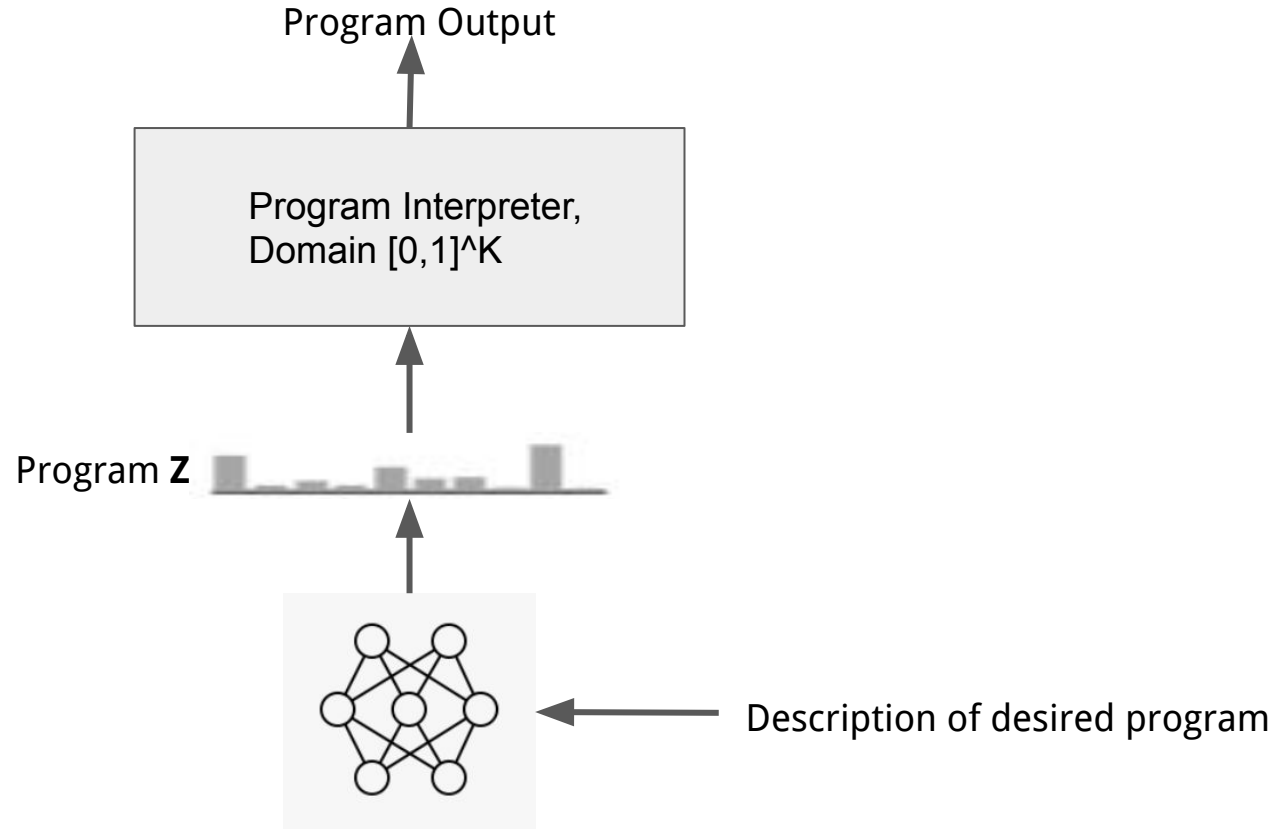 Program Output
Program Interpreter,
Domain [0,1]^K
Program Z
Description of desired program